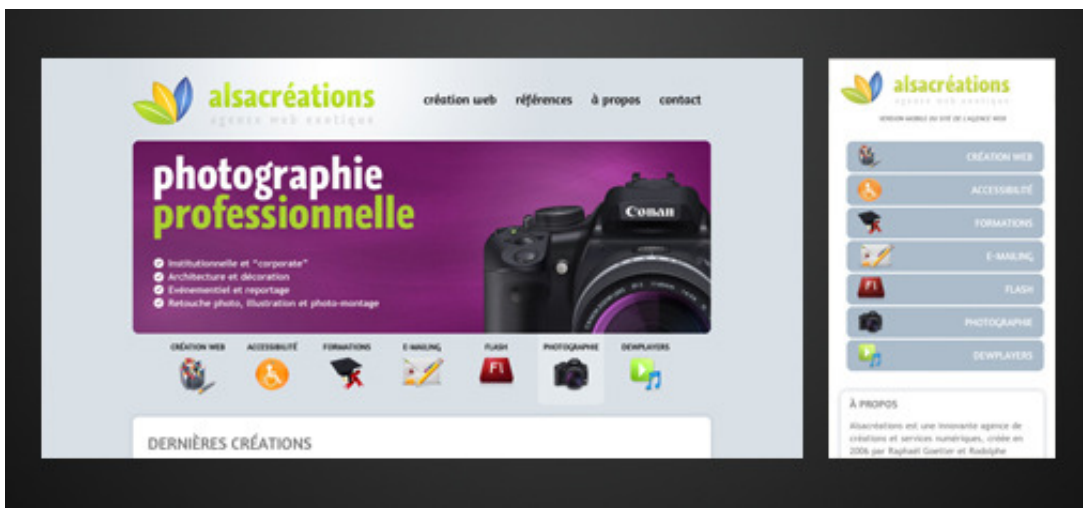 alsacréations
agence web exotique
création web références à propos contact
photographie
professionnelle
Institutionnelle et "corporate"
Architecture et décoration
Evénementiel et reportage
Retouche photo, illustration et photo-montage
Conan
CRÉATION WEB ACCESSIBILITÉ FORMATIONS E-MAILING FLASH PHOTOGRAPHIE DEWPLAYERS
Fl
DERNIÈRES CRÉATIONS
alsacréations
agence web exotique
VERSION MOBILE DU SITE DE L'AGENCE WEB
CRÉATION WEB
ACCESSIBILITÉ
FORMATIONS
E-MAILING
FLASH
PHOTOGRAPHIE
DEWPLAYERS
À PROPOS
Alsacréations est une innovante agence de
créations et services numériques, créée en
2006 par Raphaël Goetter et Rodolphe